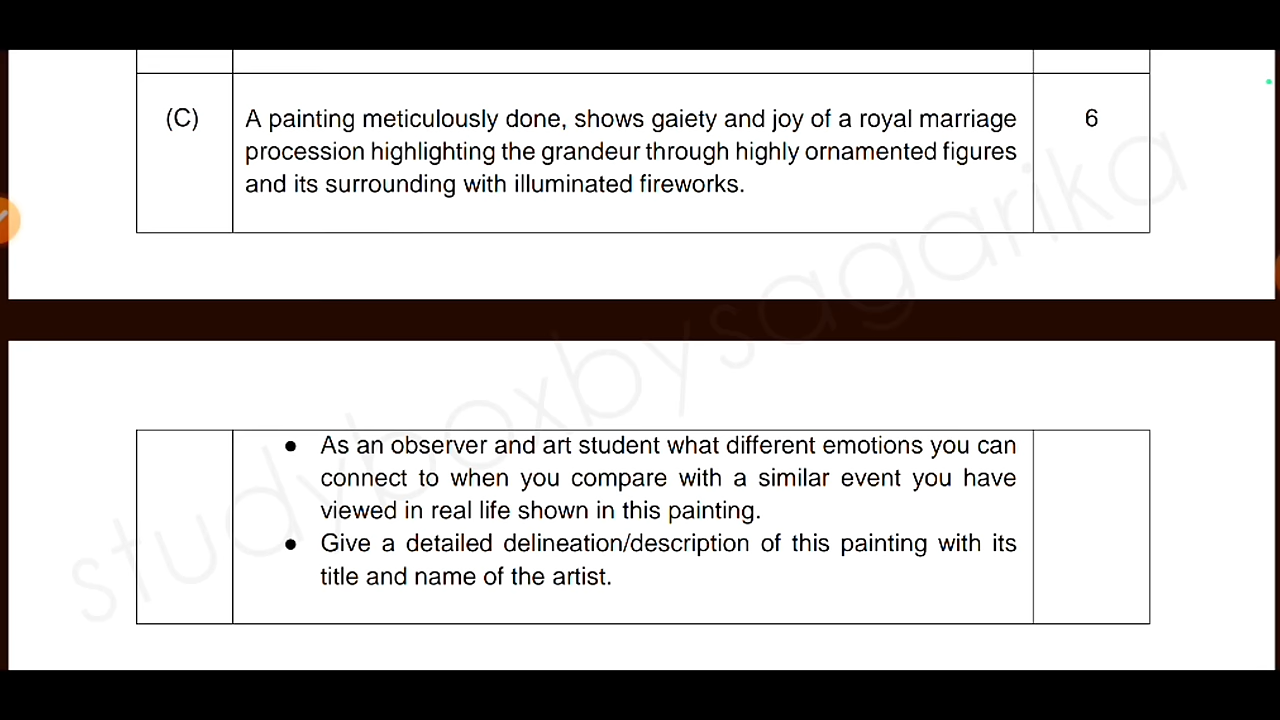 (C) A painting meticulously done, shows gaiety and joy of a royal marriage 6
procession highlighting the grandeur through highly ornamented figures
and its surrounding with illuminated fireworks.
studyboxbysagarika
● As an observer and art student what different emotions you can
connect to when you compare with a similar event you have
viewed in real life shown in this painting.
● Give a detailed delineation/description of this painting with its
title and name of the artist.